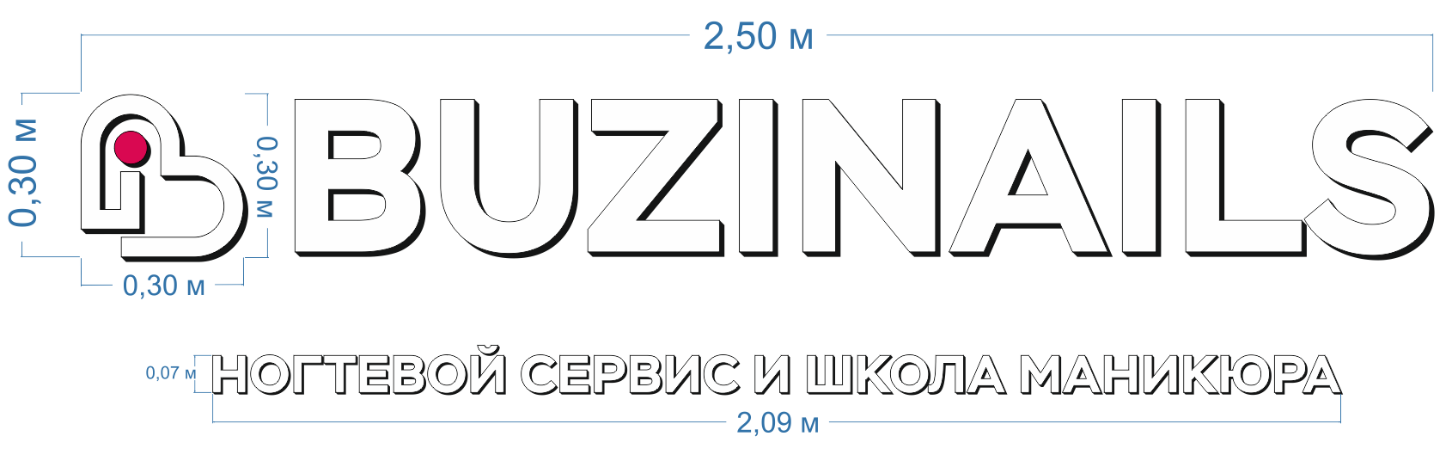 2,50 м
0,30 м
0,30 м
BUZINAILS
0,30 м
0,07 м
НОГТЕВОЙ СЕРВИС И ШКОЛА МАНИКЮРА
2,09 м